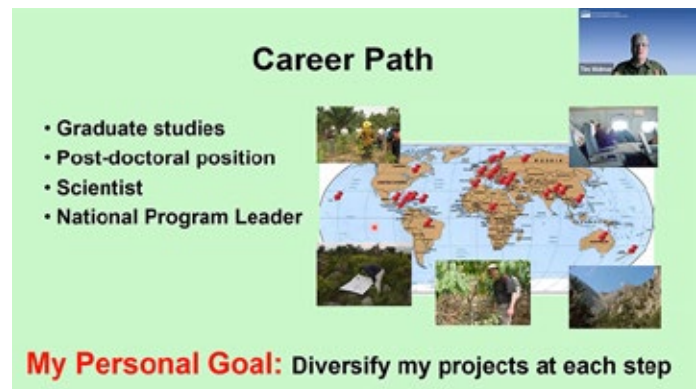 Career Path
• Graduate studies
• Post-doctoral position
• Scientist
• National Program Leader
RUSSIA
My Personal Goal: Diversify my projects at each step